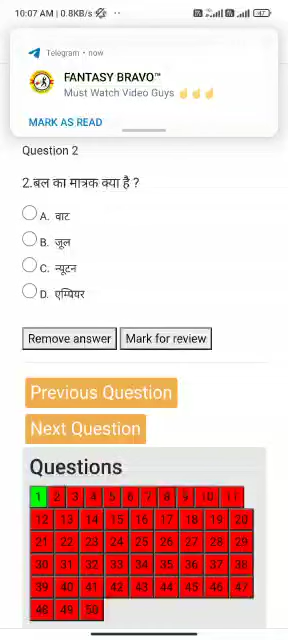 10:07 AM | 0.8KB/s
47
Telegram • now
FANTASY BRAVO™
Must Watch Video Guys ☝☝☝
MARK AS READ
Question 2
2.बल का मात्रक क्या है ?
A. वाट
B. जूल
C. न्यूटन
D. एम्पियर
Remove answer Mark for review
Previous Question
Next Question
Questions
1 2 3 4 5 6 7 8 9 10 11
12 13 14 15 16 17 18 19 20
21 22 23 24 25 26 27 28 29
30 31 32 33 34 35 36 37 38
39 40 41 42 43 44 45 46 47
48 49 50